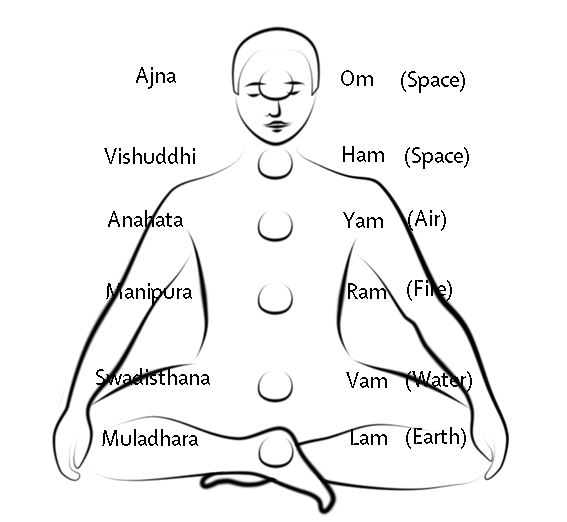 Ajna Om (Space)
Vishuddhi Ham (Space)
Anahata Yam (Air)
Manipura Ram (Fire)
Swadisthana Vam (Water)
Muladhara Lam (Earth)